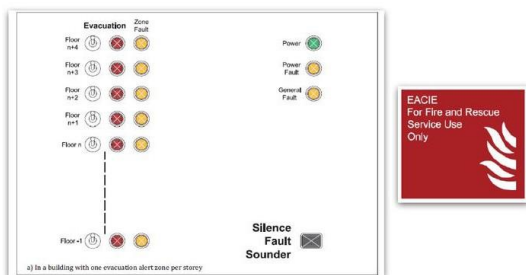 Evacuation
Zone
Fault
Floor
n+4
Floor
n+3
Floor
n+2
Floor
n+1
Floor n
Floor +1
Power
Power
Fault
General
Fault
Silence
Fault
Sounder
a) In a building with one evacuation alert zone per storey
EACIE
For Fire and Rescue
Service Use
Only